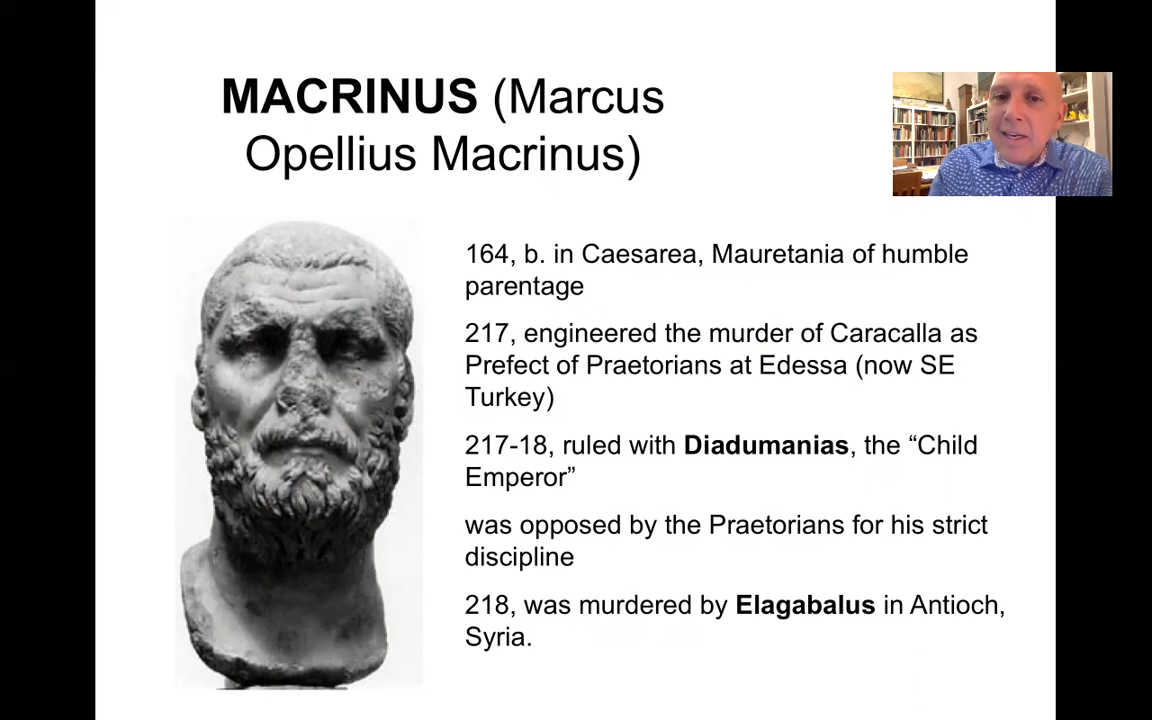 MACRINUS (Marcus
Opellius Macrinus)
164, b. in Caesarea, Mauretania of humble
parentage
217, engineered the murder of Caracalla as
Prefect of Praetorians at Edessa (now SE
Turkey)
217-18, ruled with Diadumanias, the “Child
Emperor”
was opposed by the Praetorians for his strict
discipline
218, was murdered by Elagabalus in Antioch,
Syria.